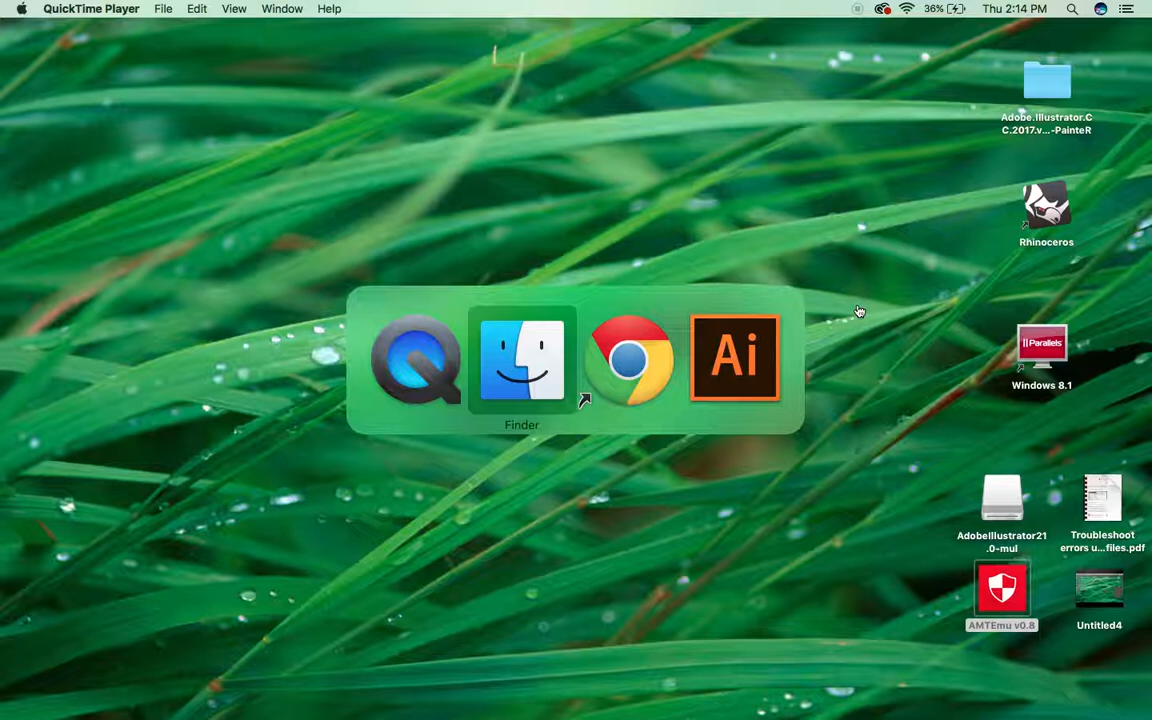 QuickTime Player File Edit View Window Help 36% Thu 2:14 PM
Adobe.Illustrator.C
C.2017.v...-PainteR
Rhinoceros
Ai
Finder
|| Parallels
Windows 8.1
AdobeIllustrator21
.0-mul
Troubleshoot
errors u...files.pdf
AMTEmu v0.8
Untitled4